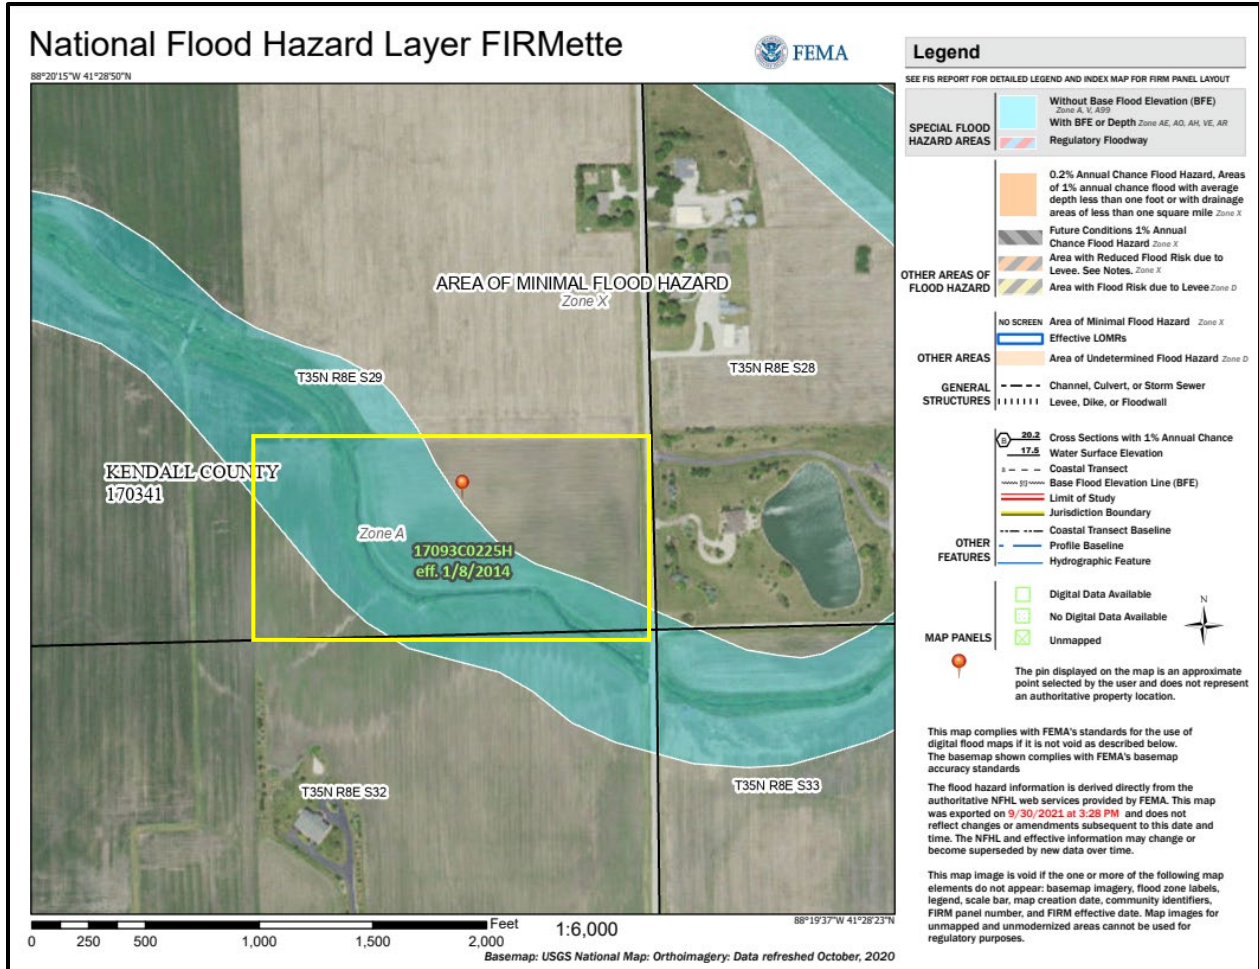 National Flood Hazard Layer FIRMette
FEMA
88°20'15"W 41°28'50"N
AREA OF MINIMAL FLOOD HAZARD
Zone X
T35N R8E S29
T35N R8E S28
KENDALL COUNTY
170341
Zone A
17093C0225H
eff. 1/8/2014
T35N R8E S32
T35N R8E S33
88°19'37"W 41°28'23"N
Feet
1:6,000
0 250 500 1,000 1,500 2,000
Basemap: USGS National Map: Orthoimagery: Data refreshed October, 2020
Legend
SEE FIS REPORT FOR DETAILED LEGEND AND INDEX MAP FOR FIRM PANEL LAYOUT
SPECIAL FLOOD
HAZARD AREAS
Without Base Flood Elevation (BFE)
Zone A, V, A99
With BFE or Depth Zone AE, AO, AH, VE, AR
Regulatory Floodway
0.2% Annual Chance Flood Hazard, Areas
of 1% annual chance flood with average
depth less than one foot or with drainage
areas of less than one square mile Zone X
Future Conditions 1% Annual
Chance Flood Hazard Zone X
OTHER AREAS OF
FLOOD HAZARD
Area with Reduced Flood Risk due to
Levee. See Notes. Zone X
Area with Flood Risk due to Levee Zone D
NO SCREEN Area of Minimal Flood Hazard Zone X
Effective LOMRs
OTHER AREAS
Area of Undetermined Flood Hazard Zone D
GENERAL
STRUCTURES
Channel, Culvert, or Storm Sewer
Levee, Dike, or Floodwall
B 20.2 Cross Sections with 1% Annual Chance
17.5 Water Surface Elevation
8 Coastal Transect
513 Base Flood Elevation Line (BFE)
Limit of Study
Jurisdiction Boundary
OTHER
FEATURES
Coastal Transect Baseline
Profile Baseline
Hydrographic Feature
Digital Data Available
No Digital Data Available
Unmapped
MAP PANELS
N
The pin displayed on the map is an approximate
point selected by the user and does not represent
an authoritative property location.
This map complies with FEMA's standards for the use of
digital flood maps if it is not void as described below.
The basemap shown complies with FEMA's basemap
accuracy standards
The flood hazard information is derived directly from the
authoritative NFHL web services provided by FEMA. This map
was exported on 9/30/2021 at 3:28 PM and does not
reflect changes or amendments subsequent to this date and
time. The NFHL and effective information may change or
become superseded by new data over time.
This map image is void if the one or more of the following map
elements do not appear: basemap imagery, flood zone labels,
legend, scale bar, map creation date, community identifiers,
FIRM panel number, and FIRM effective date. Map images for
unmapped and unmodernized areas cannot be used for
regulatory purposes.